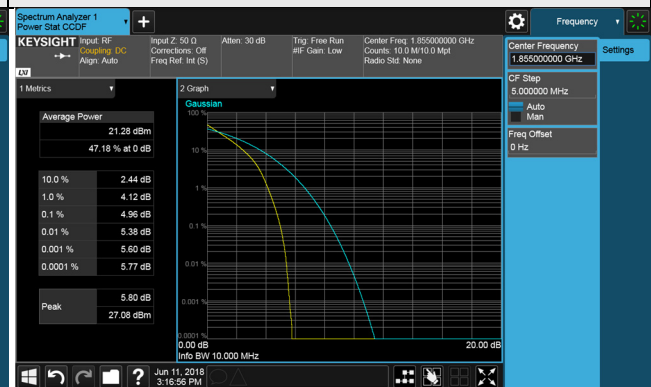 Spectrum Analyzer 1
Power Stat CCDF
+
Frequency
KEYSIGHT
Input: RF
Coupling: DC
Align: Auto
Input Z: 50 Ω
Corrections: Off
Freq Ref: Int (S)
Atten: 30 dB
Trig: Free Run
#IF Gain: Low
Center Freq: 1.855000000 GHz
Counts: 10.0 M/10.0 Mpt
Radio Std: None
LXI
Center Frequency
1.855000000 GHz
Settings
CF Step
5.000000 MHz
Auto
Man
Freq Offset
0 Hz
1 Metrics
Average Power
21.28 dBm
47.18 % at 0 dB
10.0 % 2.44 dB
1.0 % 4.12 dB
0.1 % 4.96 dB
0.01 % 5.38 dB
0.001 % 5.60 dB
0.0001 % 5.77 dB
Peak
5.80 dB
27.08 dBm
2 Graph
Gaussian
100 %
10 %
1 %
0.1 %
0.01 %
0.001 %
0.0001 %
0.00 dB 20.00 dB
Info BW 10.000 MHz
?
Jun 11, 2018
3:16:56 PM